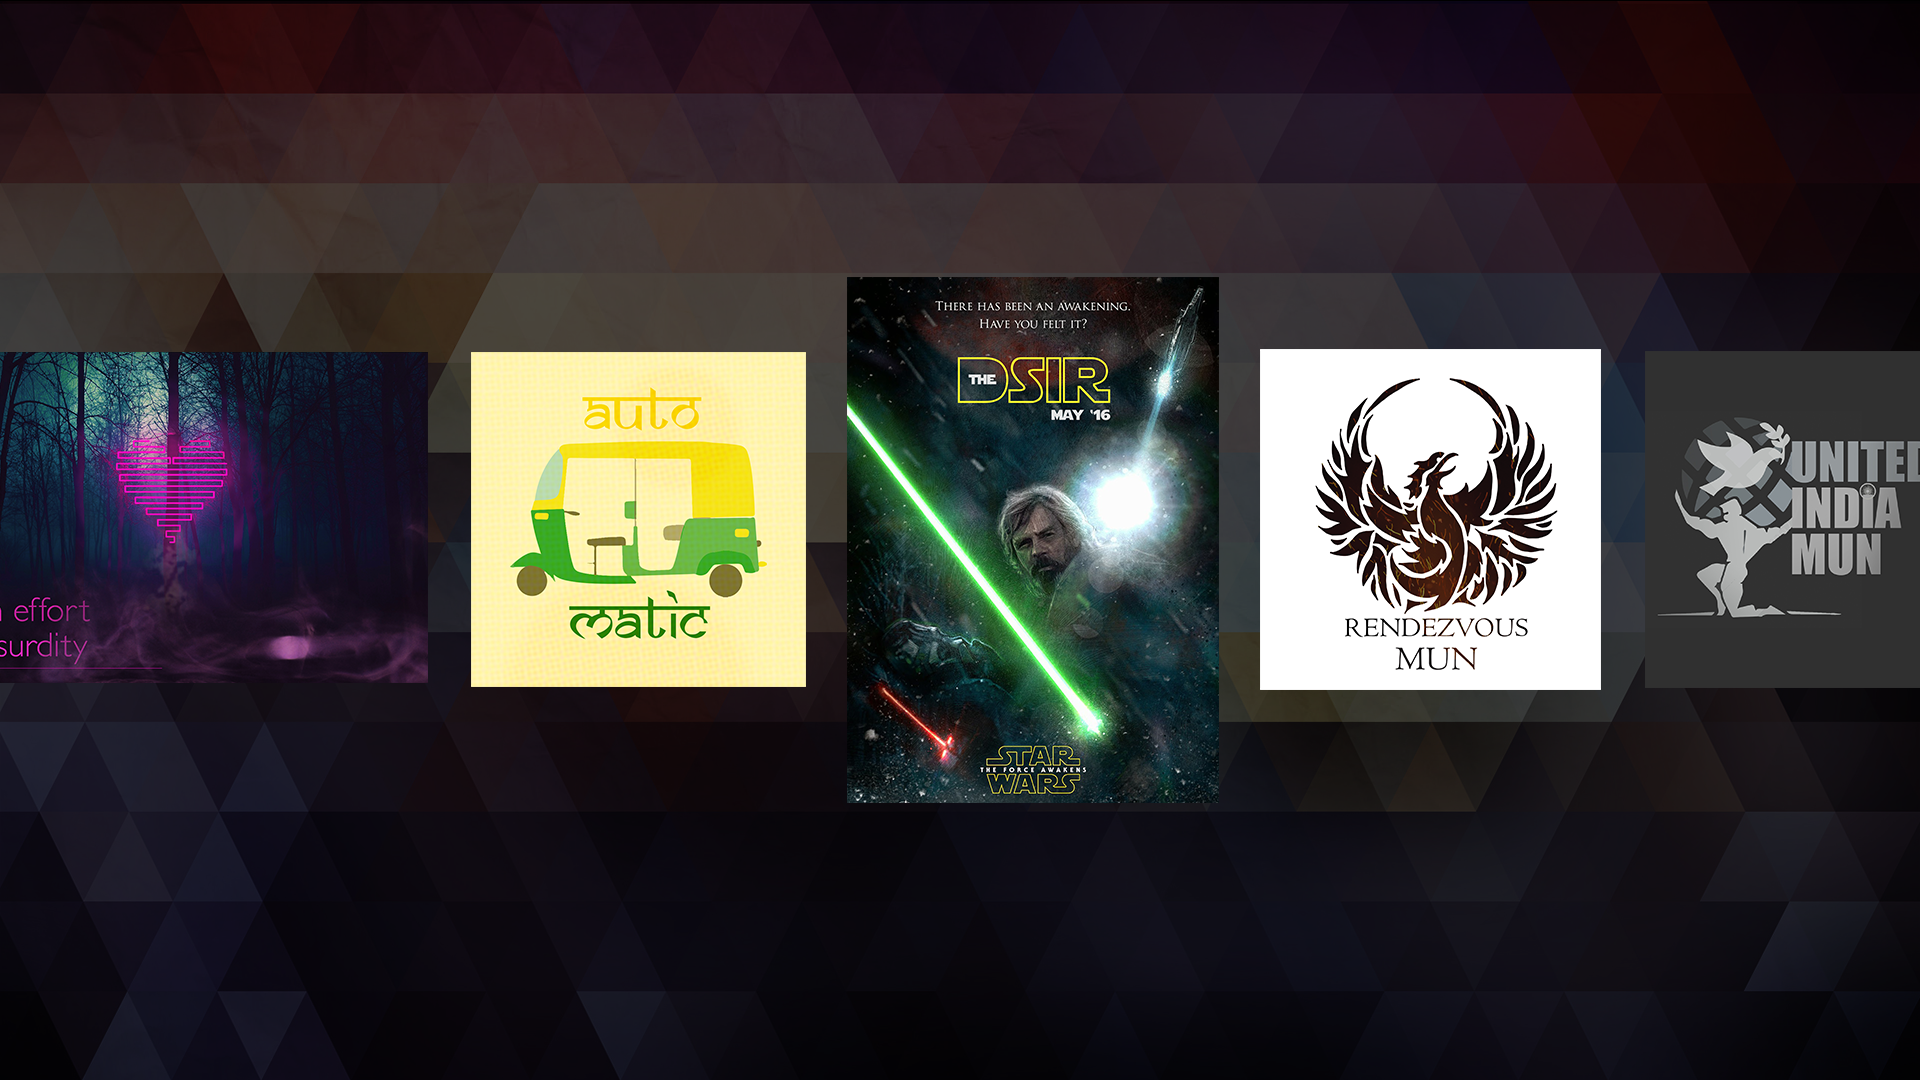 effort
surdity
auto
matic
THERE HAS BEEN AN AWAKENING.
HAVE YOU FELT IT?
THE DSIR
MAY '16
STAR
THE FORCE AWAKENS
WARS
RENDEZVOUS
MUN
UNITED
INDIA
MUN